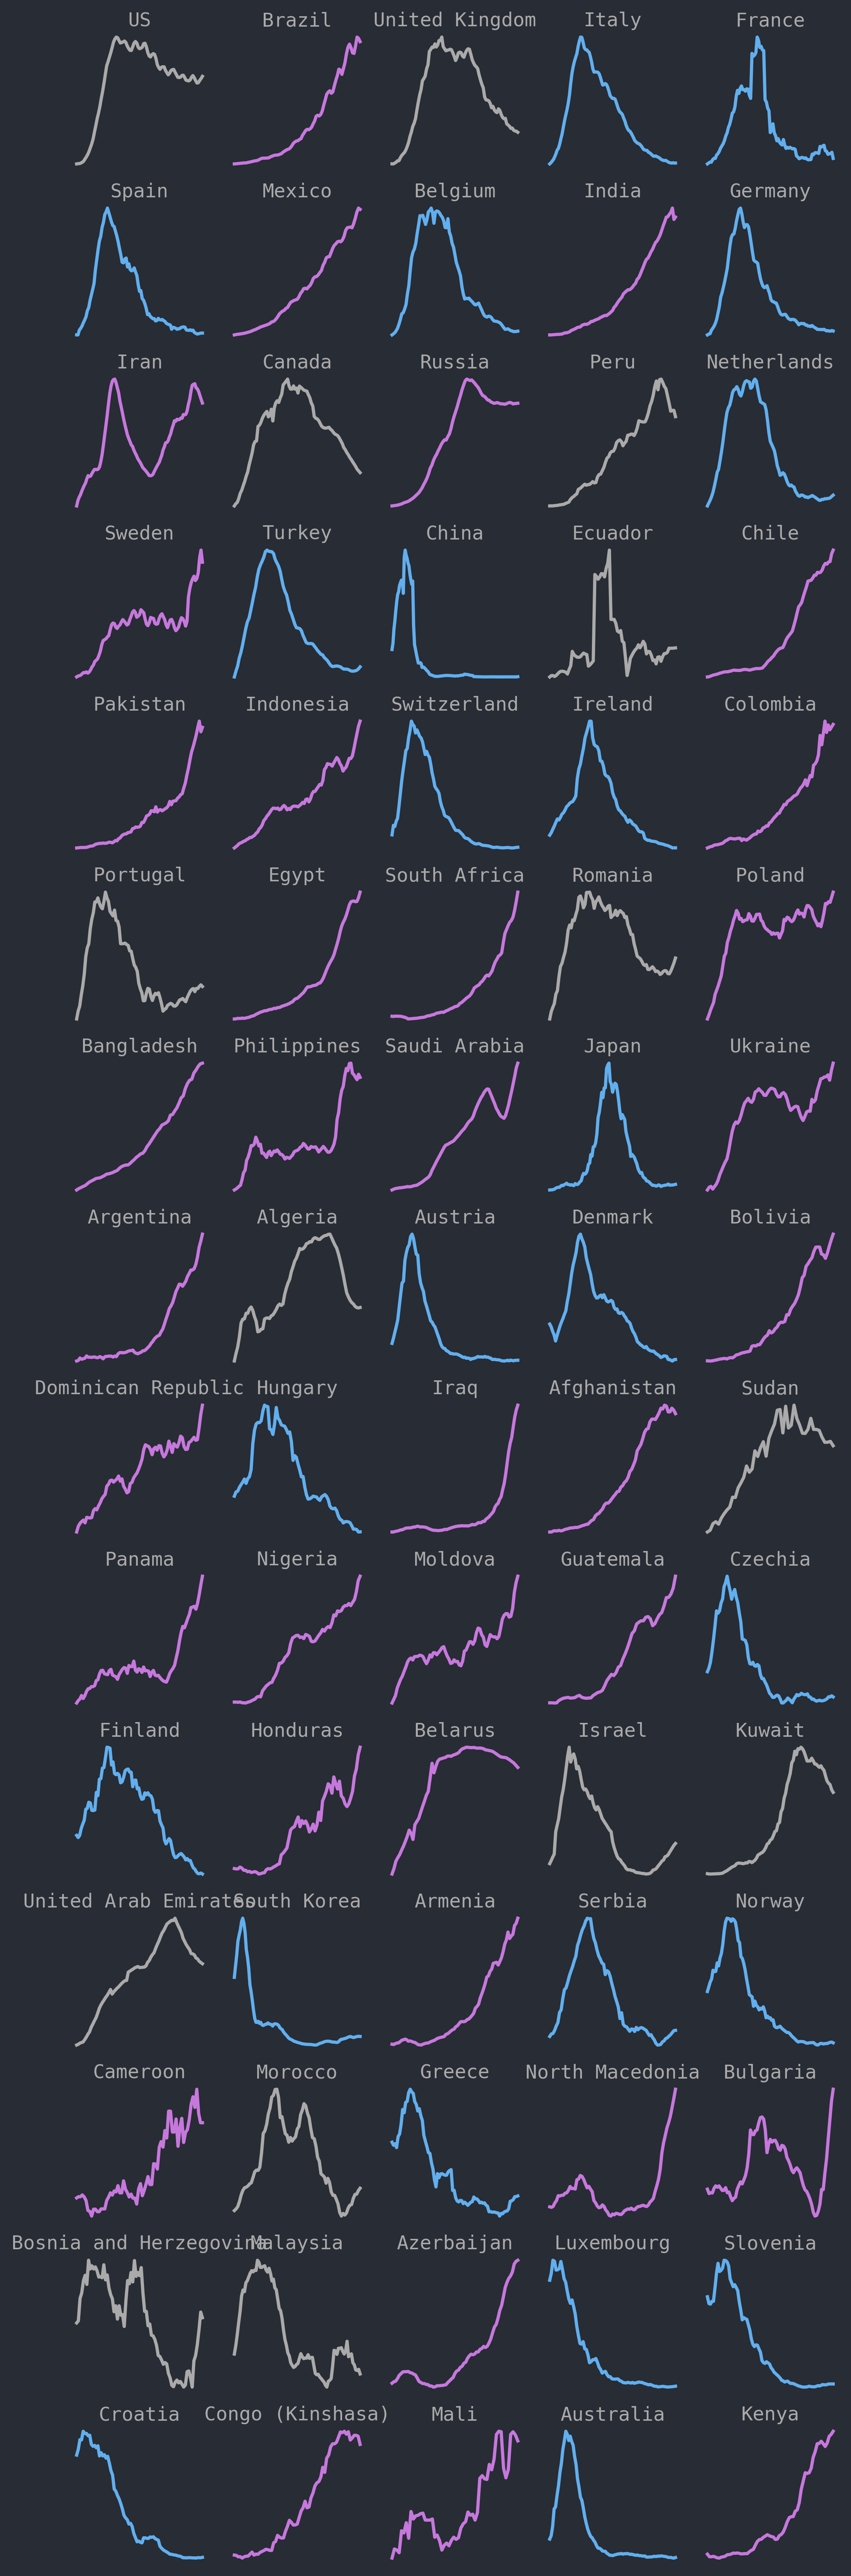 US Brazil United Kingdom Italy France
Spain Mexico Belgium India Germany
Iran Canada Russia Peru Netherlands
Sweden Turkey China Ecuador Chile
Pakistan Indonesia Switzerland Ireland Colombia
Portugal Egypt South Africa Romania Poland
Bangladesh Philippines Saudi Arabia Japan Ukraine
Argentina Algeria Austria Denmark Bolivia
Dominican Republic Hungary Iraq Afghanistan Sudan
Panama Nigeria Moldova Guatemala Czechia
Finland Honduras Belarus Israel Kuwait
United Arab Emirates South Korea Armenia Serbia Norway
Cameroon Morocco Greece North Macedonia Bulgaria
Bosnia and Herzegovina Malaysia Azerbaijan Luxembourg Slovenia
Croatia Congo (Kinshasa) Mali Australia Kenya